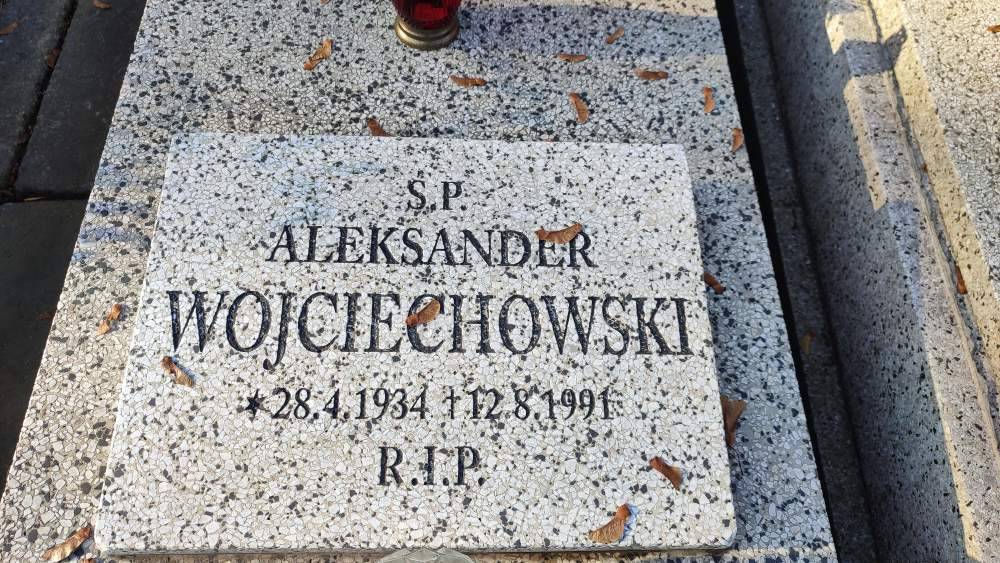 S.P.
ALEKSANDER
WOJCIECHOWSKI
*28.4.1934 †12.8.1991
R.I.P.